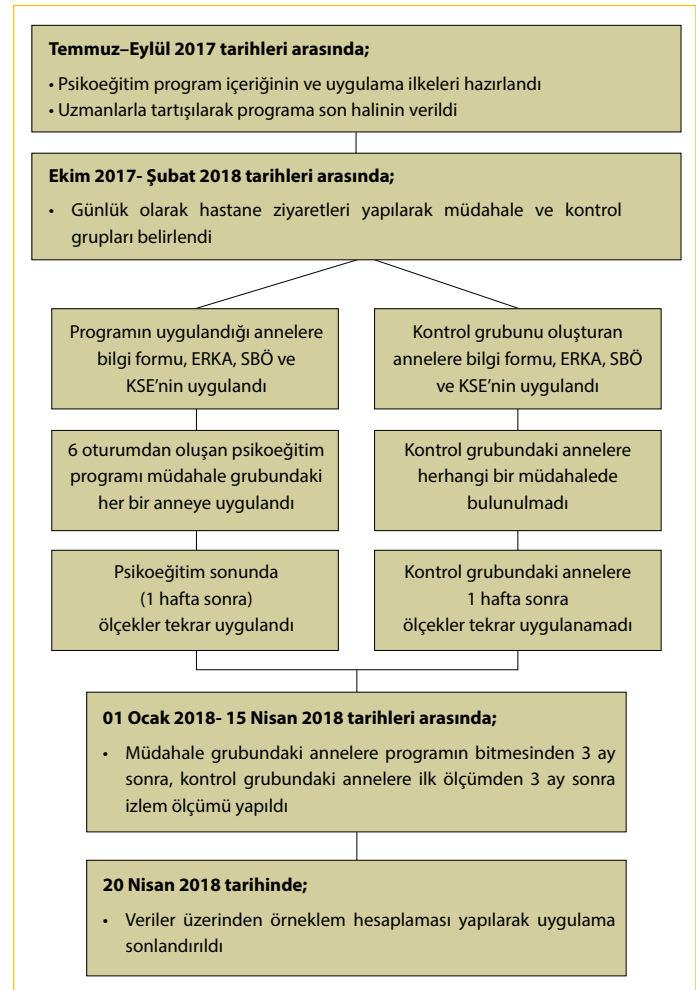 Temmuz–Eylül 2017 tarihleri arasında;
• Psikoeğitim program içeriğinin ve uygulama ilkeleri hazırlandı
• Uzmanlarla tartışılarak programa son halinin verildi
Ekim 2017- Şubat 2018 tarihleri arasında;
• Günlük olarak hastane ziyaretleri yapılarak müdahale ve kontrol
grupları belirlendi
Programın uygulandığı annelere
bilgi formu, ERKA, SBÖ ve
KSE’nin uygulandı
Kontrol grubunu oluşturan
annelere bilgi formu, ERKA, SBÖ
ve KSE’nin uygulandı
6 oturumdan oluşan psikoeğitim
programı müdahale grubundaki
her bir anneye uygulandı
Kontrol grubundaki annelere
herhangi bir müdahalede
bulunulmadı
Psikoeğitim sonunda
(1 hafta sonra)
ölçekler tekrar uygulandı
Kontrol grubundaki annelere
1 hafta sonra
ölçekler tekrar uygulanamadı
01 Ocak 2018- 15 Nisan 2018 tarihleri arasında;
• Müdahale grubundaki annelere programın bitmesinden 3 ay
sonra, kontrol grubundaki annelere ilk ölçümden 3 ay sonra
izlem ölçümü yapıldı
20 Nisan 2018 tarihinde;
• Veriler üzerinden örneklem hesaplaması yapılarak uygulama
sonlandırıldı